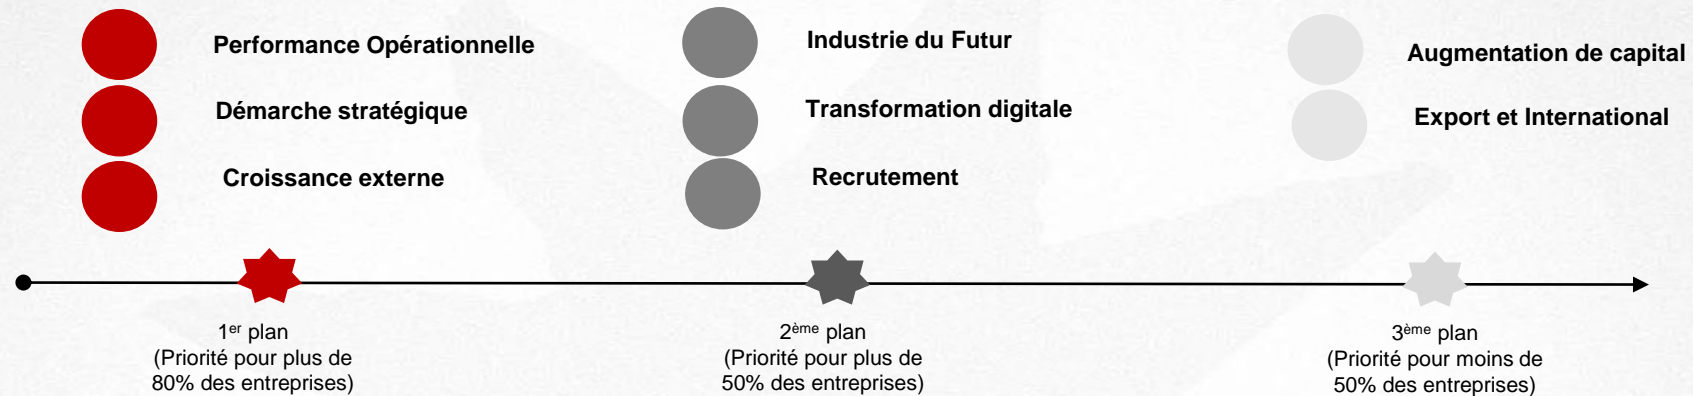 Performance Opérationnelle
Démarche stratégique
Croissance externe
Industrie du Futur
Transformation digitale
Recrutement
Augmentation de capital
Export et International
1er plan
(Priorité pour plus de
80% des entreprises)
2ème plan
(Priorité pour plus de
50% des entreprises)
3ème plan
(Priorité pour moins de
50% des entreprises)